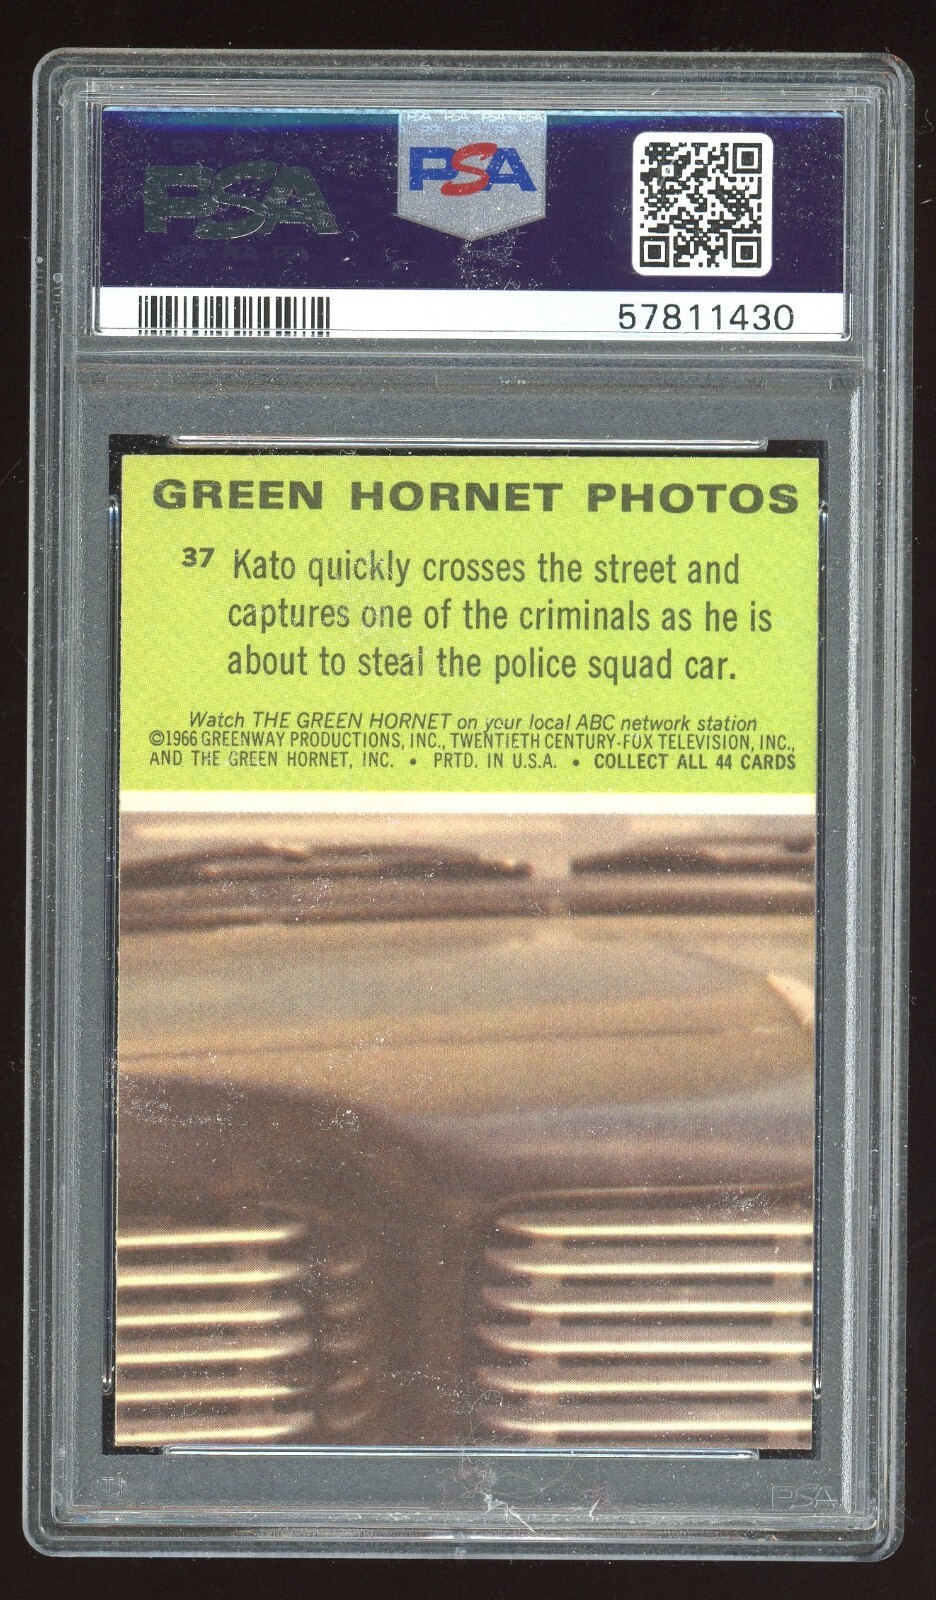 PSA
PSA
57811430
GREEN HORNET PHOTOS
37 Kato quickly crosses the street and
captures one of the criminals as he is
about to steal the police squad car.
Watch THE GREEN HORNET on your local ABC network station
©1966 GREENWAY PRODUCTIONS, INC., TWENTIETH CENTURY-FOX TELEVISION, INC.,
AND THE GREEN HORNET, INC. • PRTD. IN U.S.A. • COLLECT ALL 44 CARDS
PSA